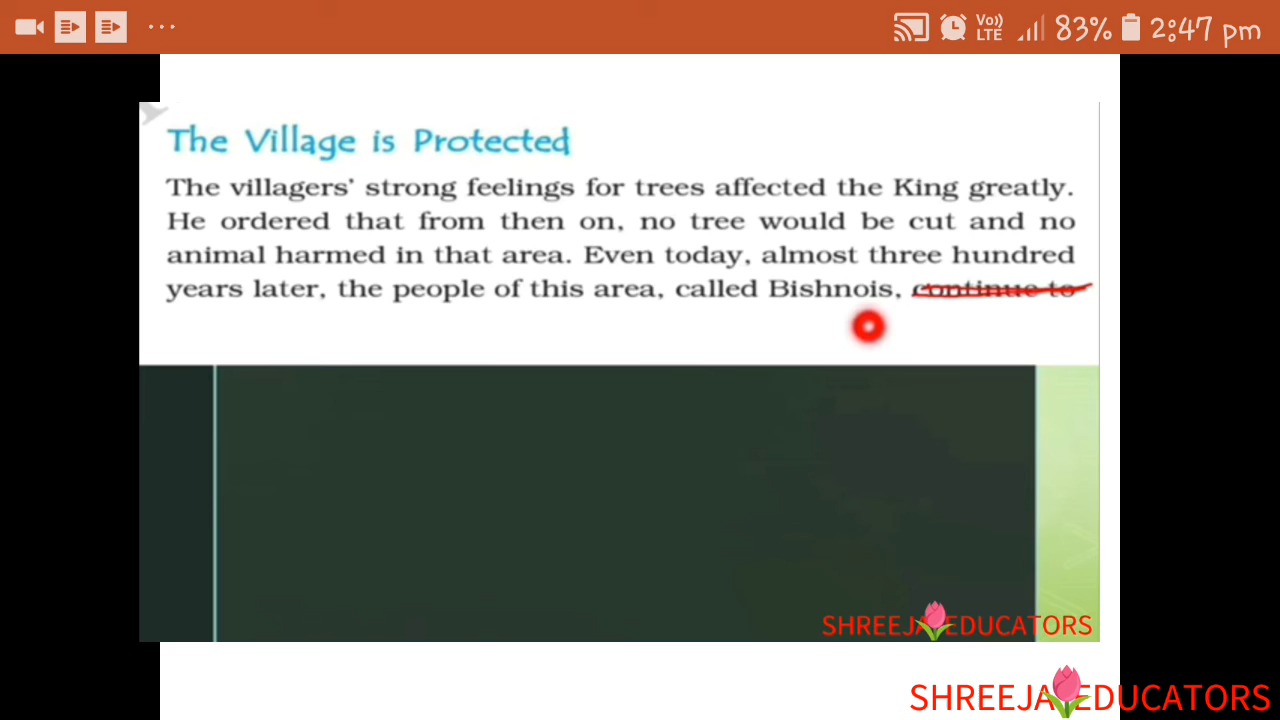 Vo)) LTE 83% 2:47 pm
The Village is Protected
The villagers' strong feelings for trees affected the King greatly.
He ordered that from then on, no tree would be cut and no
animal harmed in that area. Even today, almost three hundred
years later, the people of this area, called Bishnois, continue to
SHREEJA EDUCATORS
SHREEJA EDUCATORS